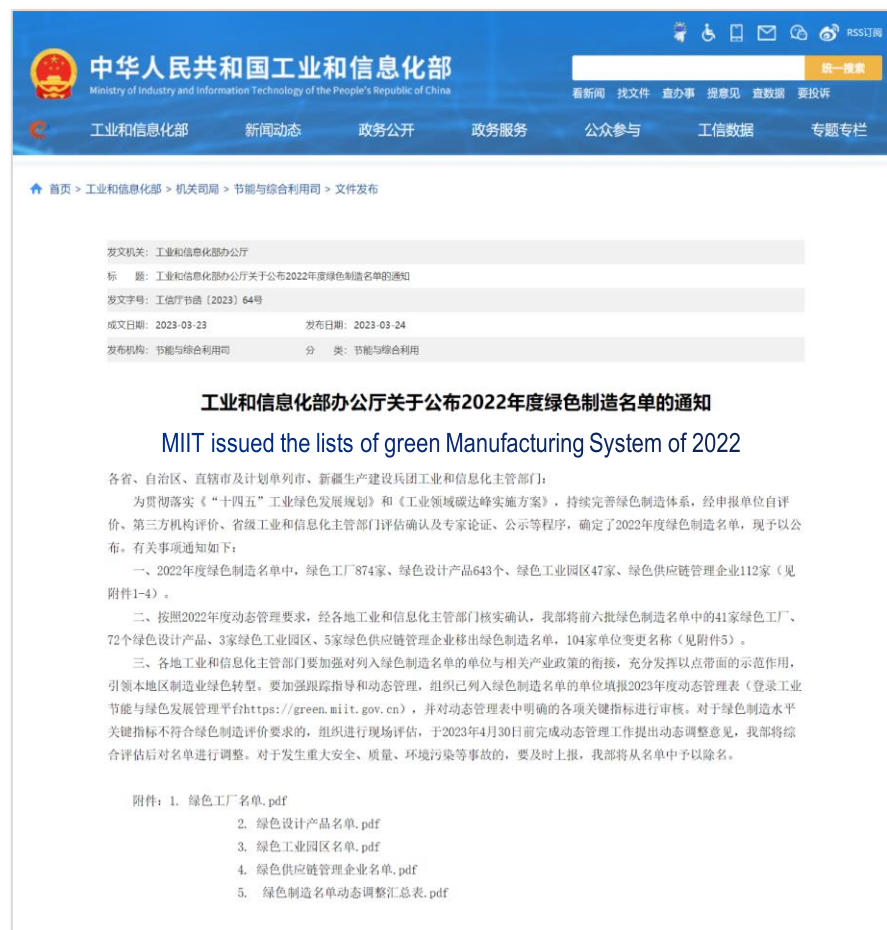 RSS订阅
中华人民共和国工业和信息化部
Ministry of Industry and Information Technology of the People's Republic of China
统一搜索
看新闻 找文件 查办事 提意见 查数据 要投诉
工业和信息化部 新闻动态 政务公开 政务服务 公众参与 工信数据 专题专栏
首页 > 工业和信息化部 > 机关司局 > 节能与综合利用司 > 文件发布
发文机关: 工业和信息化部办公厅
标 题: 工业和信息化部办公厅关于公布2022年度绿色制造名单的通知
发文字号: 工信厅节函〔2023〕64号
成文日期: 2023-03-23 发布日期: 2023-03-24
发布机构: 节能与综合利用司 分 类: 节能与综合利用
工业和信息化部办公厅关于公布2022年度绿色制造名单的通知
MIIT issued the lists of green Manufacturing System of 2022
各省、自治区、直辖市及计划单列市、新疆生产建设兵团工业和信息化主管部门:
为贯彻落实《“十四五”工业绿色发展规划》和《工业领域碳达峰实施方案》,持续完善绿色制造体系,经申报单位自评
价、第三方机构评价、省级工业和信息化主管部门评估确认及专家论证、公示等程序,确定了2022年度绿色制造名单,现予以公
布。有关事项通知如下:
一、2022年度绿色制造名单中,绿色工厂874家、绿色设计产品643个、绿色工业园区47家、绿色供应链管理企业112家(见
附件1-4)。
二、按照2022年度动态管理要求,经各地工业和信息化主管部门核实确认,我部将前六批绿色制造名单中的41家绿色工厂、
72个绿色设计产品、3家绿色工业园区、5家绿色供应链管理企业移出绿色制造名单,104家单位变更名称(见附件5)。
三、各地工业和信息化主管部门要加强对列入绿色制造名单的单位与相关产业政策的衔接,充分发挥以点带面的示范作用,
引领本地区制造业绿色转型。要加强跟踪指导和动态管理,组织已列入绿色制造名单的单位填报2023年度动态管理表(登录工业
节能与绿色发展管理平台https://green.miit.gov.cn),并对动态管理表中明确的各项关键指标进行审核。对于绿色制造水平
关键指标不符合绿色制造评价要求的,组织进行现场评估,于2023年4月30日前完成动态管理工作提出动态调整意见,我部将综
合评估后对名单进行调整。对于发生重大安全、质量、环境污染等事故的,要及时上报,我部将从名单中予以除名。
附件:1. 绿色工厂名单.pdf
2. 绿色设计产品名单.pdf
3. 绿色工业园区名单.pdf
4. 绿色供应链管理企业名单.pdf
5. 绿色制造名单动态调整汇总表.pdf